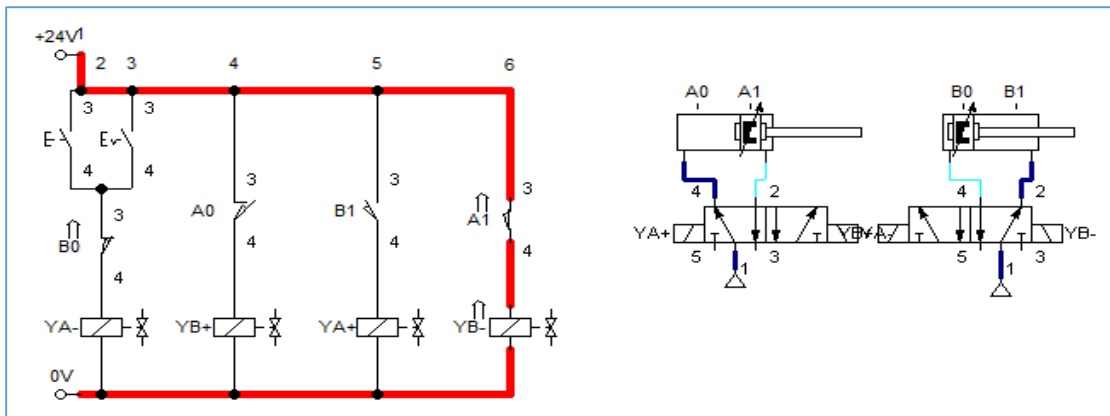 +24V 1
2 3 4 5 6
A0 A1 B0 B1
3 3
E E
4 4
3 3 3 3
B0 A0 B1 A1
4 4 4 4
4 2 4 2
YA+ YA- YB-
5 1 3 5 1 3
YA- YB+ YA+ YB-
0V